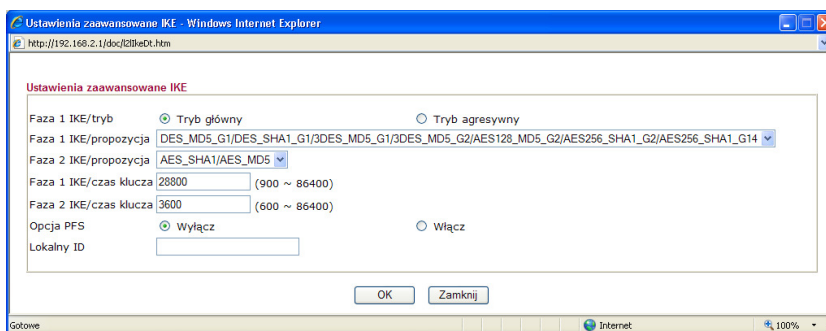 Ustawienia zaawansowane IKE - Windows Internet Explorer
http://192.168.2.1/doc/l2lIkeDt.htm
Ustawienia zaawansowane IKE
Faza 1 IKE/tryb Tryb główny Tryb agresywny
Faza 1 IKE/propozycja DES_MD5_G1/DES_SHA1_G1/3DES_MD5_G1/3DES_MD5_G2/AES128_MD5_G2/AES256_SHA1_G2/AES256_SHA1_G14
Faza 2 IKE/propozycja AES_SHA1/AES_MD5
Faza 1 IKE/czas klucza 28800 (900 ~ 86400)
Faza 2 IKE/czas klucza 3600 (600 ~ 86400)
Opcja PFS Wyłącz Włącz
Lokalny ID
OK Zamknij
Gotowe Internet 100%